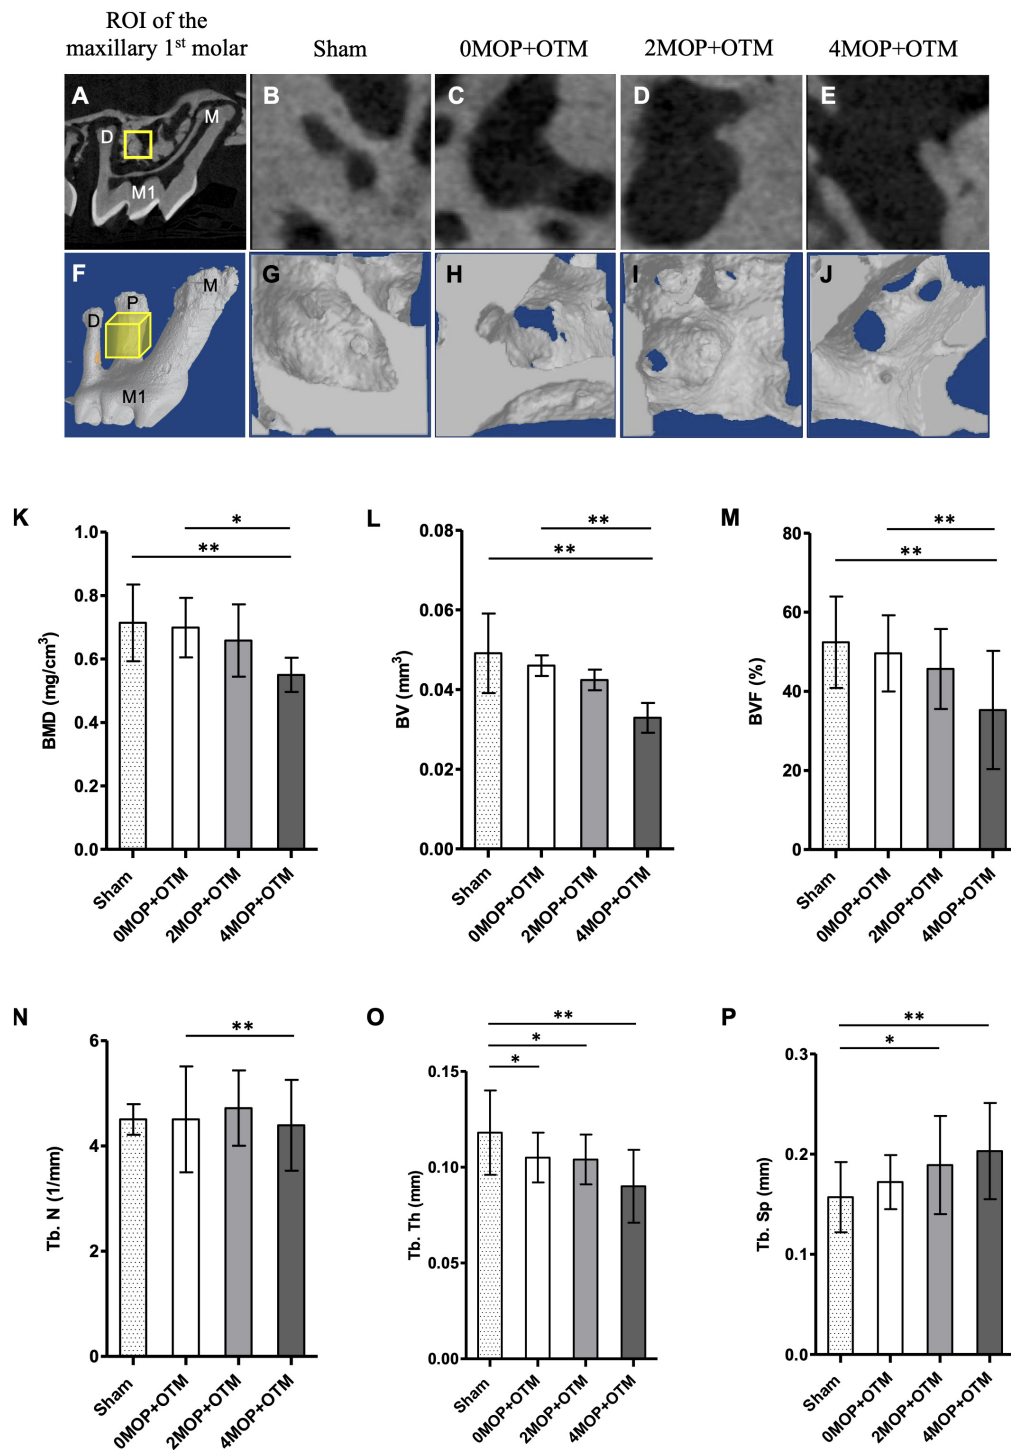 ROI of the
maxillary 1st molar
Sham
0MOP+OTM
2MOP+OTM
4MOP+OTM
A
D
M
M1
B
C
D
E
F
D
P
M
M1
G
H
I
J
K
*
**
BMD (mg/cm3)
1.0
0.8
0.6
0.4
0.2
0.0
Sham
0MOP+OTM
2MOP+OTM
4MOP+OTM
L
**
**
BV (mm3)
0.08
0.06
0.04
0.02
0.00
Sham
0MOP+OTM
2MOP+OTM
4MOP+OTM
M
**
**
BVF (%)
80
60
40
20
0
Sham
0MOP+OTM
2MOP+OTM
4MOP+OTM
N
**
Tb. N (1/mm)
6
4
2
0
Sham
0MOP+OTM
2MOP+OTM
4MOP+OTM
O
**
*
*
Tb. Th (mm)
0.15
0.10
0.05
0.00
Sham
0MOP+OTM
2MOP+OTM
4MOP+OTM
P
**
*
Tb. Sp (mm)
0.3
0.2
0.1
0.0
Sham
0MOP+OTM
2MOP+OTM
4MOP+OTM